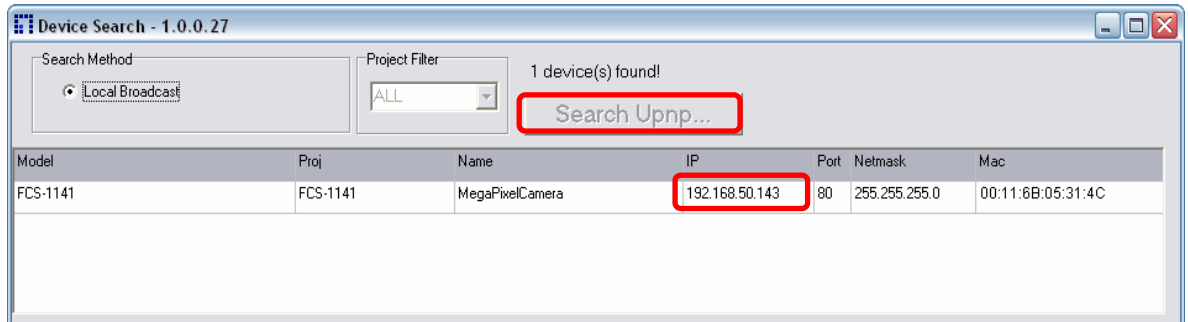 Device Search - 1.0.0.27
Search Method
Local Broadcast
Project Filter
ALL
1 device(s) found!
Search Upnp...
Model Proj Name IP Port Netmask Mac
FCS-1141 FCS-1141 MegaPixelCamera 192.168.50.143 80 255.255.255.0 00:11:6B:05:31:4C